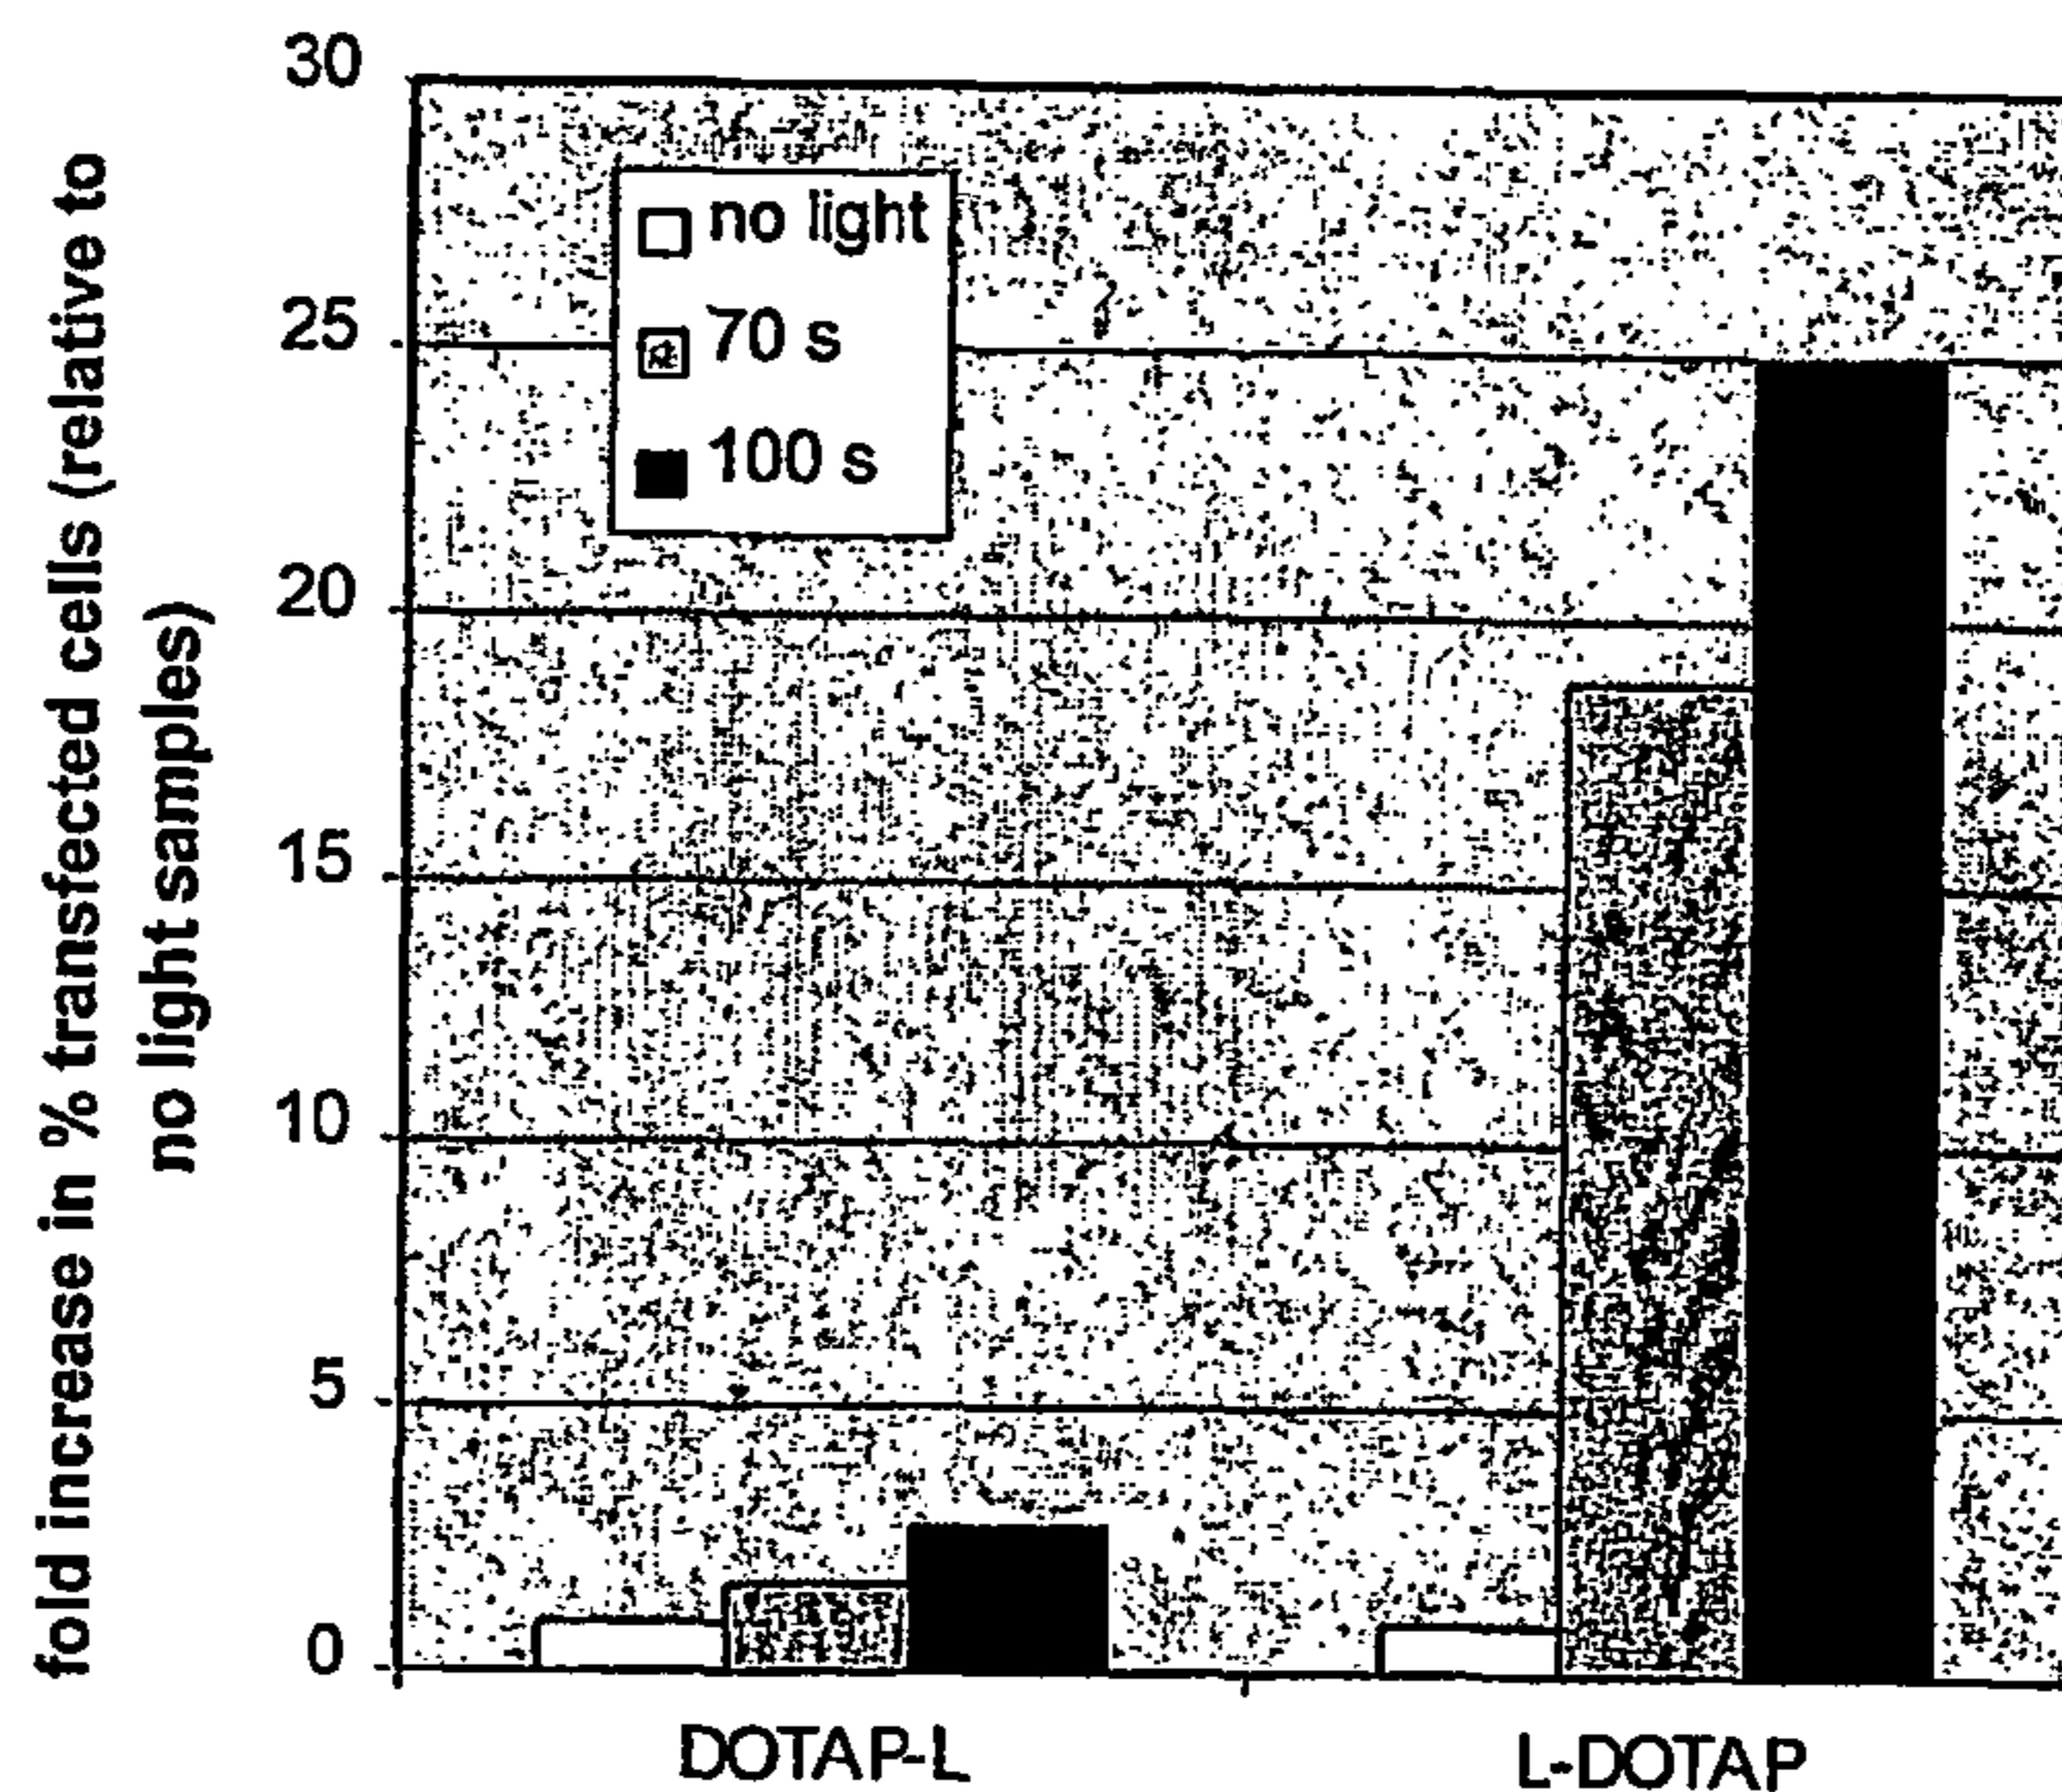 fold increase in % transfected cells (relative to
no light samples)
30
25
20
15
10
5
0
no light
70 s
100 s
DOTAP-L
L-DOTAP